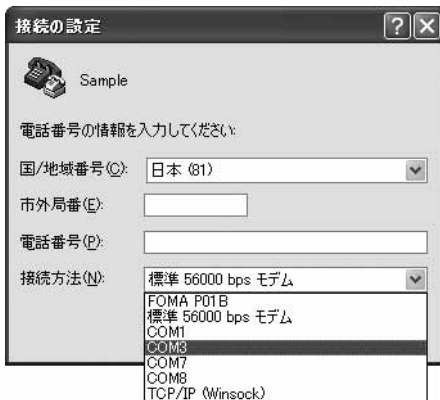 接続の設定
Sample
電話番号の情報を入力してください:
国/地域番号(C): 日本 (81)
市外局番(E):
電話番号(P):
接続方法(N): 標準 56000 bps モデム
FOMA P01B
標準 56000 bps モデム
COM1
COM3
COM7
COM8
TCP/IP (Winsock)